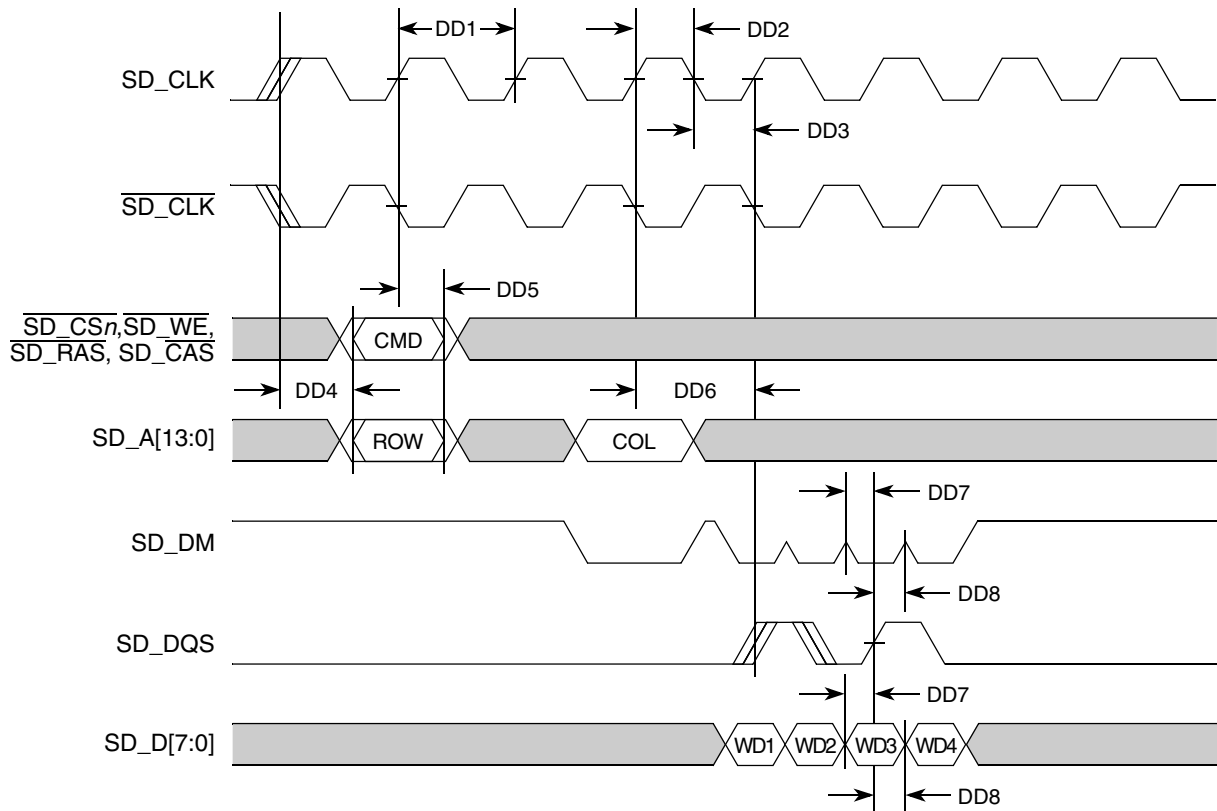 DD1
DD2
SD_CLK
DD3
SD_CLK
DD5
SD_CSn,SD_WE,
SD_RAS, SD_CAS
CMD
DD4
DD6
SD_A[13:0]
ROW
COL
DD7
SD_DM
DD8
SD_DQS
DD7
SD_D[7:0]
WD1
WD2
WD3
WD4
DD8